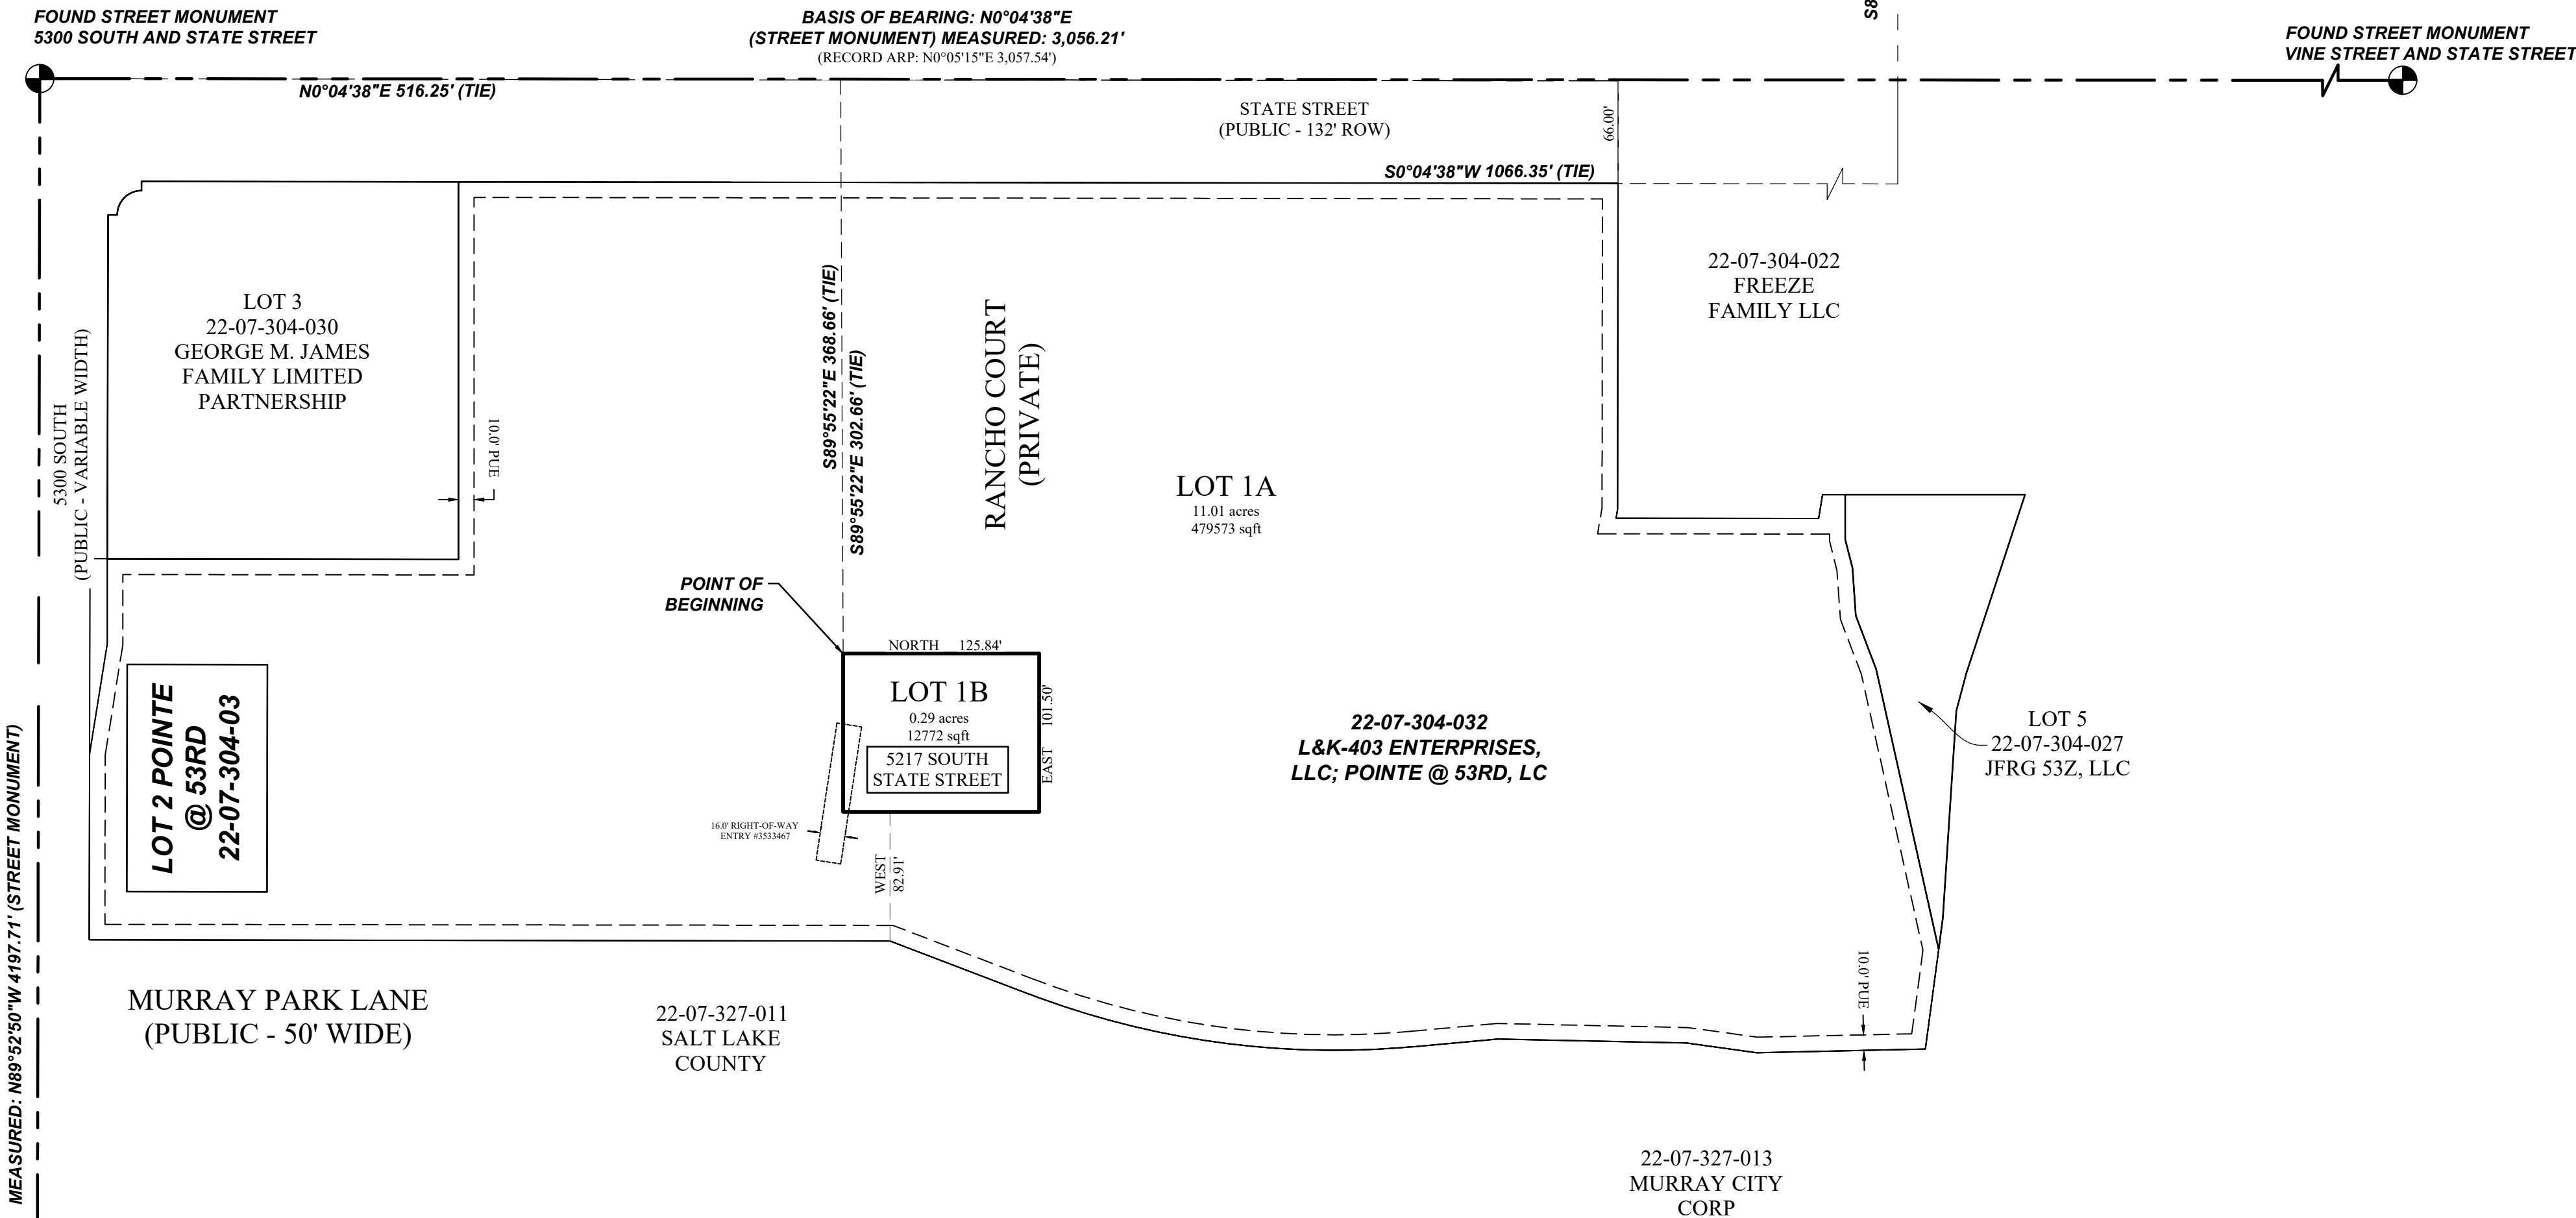 FOUND STREET MONUMENT
5300 SOUTH AND STATE STREET
BASIS OF BEARING: N0°04'38"E
(STREET MONUMENT) MEASURED: 3,056.21'
(RECORD ARP: N0°05'15"E 3,057.54')
S8
FOUND STREET MONUMENT
VINE STREET AND STATE STREET
N0°04'38"E 516.25' (TIE)
STATE STREET
(PUBLIC - 132' ROW)
66.00'
S0°04'38"W 1066.35' (TIE)
LOT 3
22-07-304-030
GEORGE M. JAMES
FAMILY LIMITED
PARTNERSHIP
5300 SOUTH
(PUBLIC - VARIABLE WIDTH)
10.0' PUE
S89°55'22"E 368.66' (TIE)
S89°55'22"E 302.66' (TIE)
RANCHO COURT
(PRIVATE)
22-07-304-022
FREEZE
FAMILY LLC
LOT 1A
11.01 acres
479573 sqft
POINT OF
BEGINNING
NORTH 125.84'
LOT 1B
0.29 acres
12772 sqft
5217 SOUTH
STATE STREET
EAST 101.50'
LOT 2 POINTE
@ 53RD
22-07-304-03
22-07-304-032
L&K-403 ENTERPRISES,
LLC; POINTE @ 53RD, LC
LOT 5
22-07-304-027
JFRG 53Z, LLC
16.0' RIGHT-OF-WAY
ENTRY #3533467
WEST
82.91'
MEASURED: N89°52'50"W 4197.71' (STREET MONUMENT)
MURRAY PARK LANE
(PUBLIC - 50' WIDE)
22-07-327-011
SALT LAKE
COUNTY
10.0' PUE
22-07-327-013
MURRAY CITY
CORP